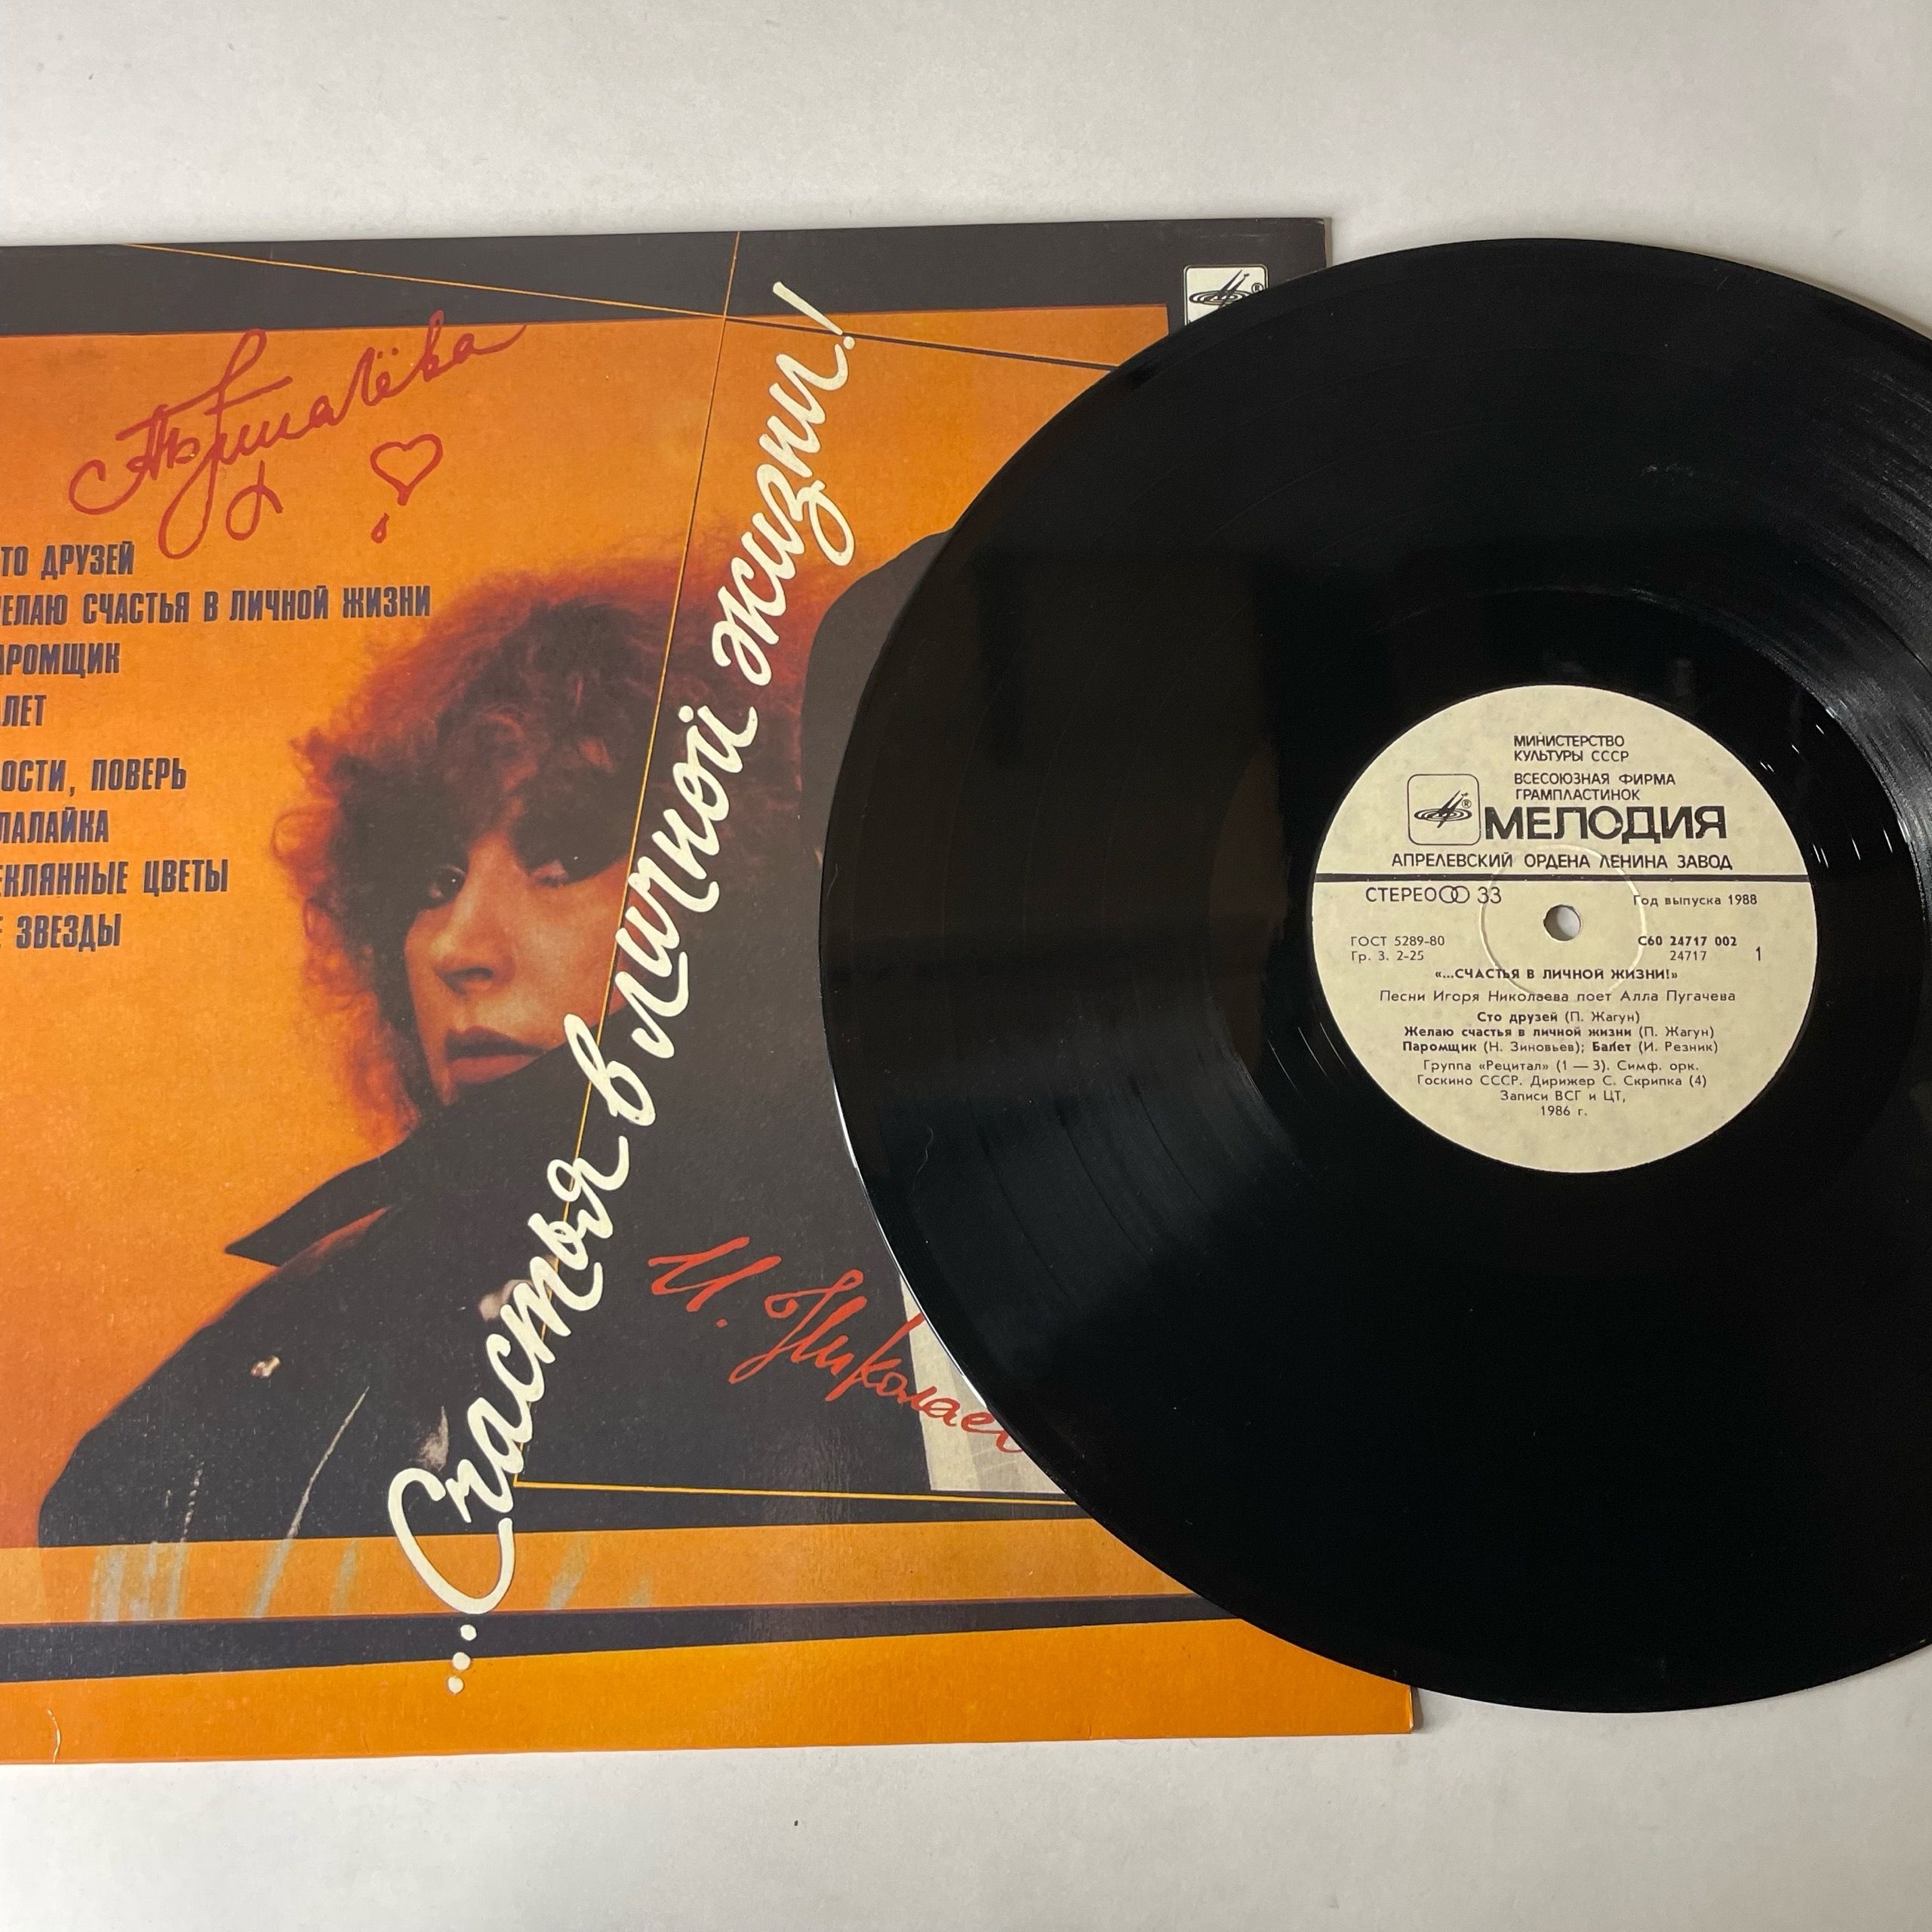 Апугалёва
ТО ДРУЗЕЙ
ЕЛАЮ СЧАСТЬЯ В ЛИЧНОЙ ЖИЗНИ
АРОМЩИК
ЛЕТ
ОСТИ, ПОВЕРЬ
ЛАЛАЙКА
ЕКЛЯННЫЕ ЦВЕТЫ
Е ЗВЕЗДЫ
...Счастья в личной жизни!
И. Николаев
МИНИСТЕРСТВО
КУЛЬТУРЫ СССР
ВСЕСОЮЗНАЯ ФИРМА
ГРАМПЛАСТИНОК
МЕЛОДИЯ
АПРЕЛЕВСКИЙ ОРДЕНА ЛЕНИНА ЗАВОД
СТЕРЕО 33
Год выпуска 1988
ГОСТ 5289-80
Гр. 3. 2-25
С60 24717 002
24717 1
«...СЧАСТЬЯ В ЛИЧНОЙ ЖИЗНИ!»
Песни Игоря Николаева поет Алла Пугачева
Сто друзей (П. Жагун)
Желаю счастья в личной жизни (П. Жагун)
Паромщик (Н. Зиновьев); Балет (И. Резник)
Группа «Рецитал» (1 — 3). Симф. орк.
Госкино СССР. Дирижер С. Скрипка (4)
Записи ВСГ и ЦТ,
1986 г.